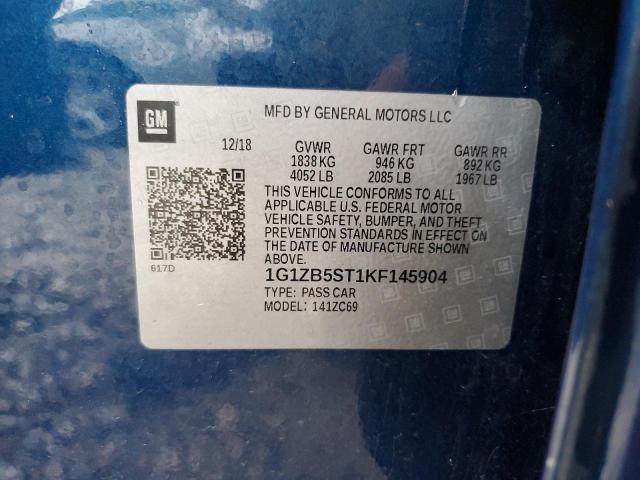 GM
MFD BY GENERAL MOTORS LLC
12/18 GVWR GAWR FRT GAWR RR
1838 KG 946 KG 892 KG
4052 LB 2085 LB 1967 LB
THIS VEHICLE CONFORMS TO ALL
APPLICABLE U.S. FEDERAL MOTOR
VEHICLE SAFETY, BUMPER, AND THEFT
PREVENTION STANDARDS IN EFFECT ON
THE DATE OF MANUFACTURE SHOWN
ABOVE.
617D
1G1ZB5ST1KF145904
TYPE: PASS CAR
MODEL: 141ZC69